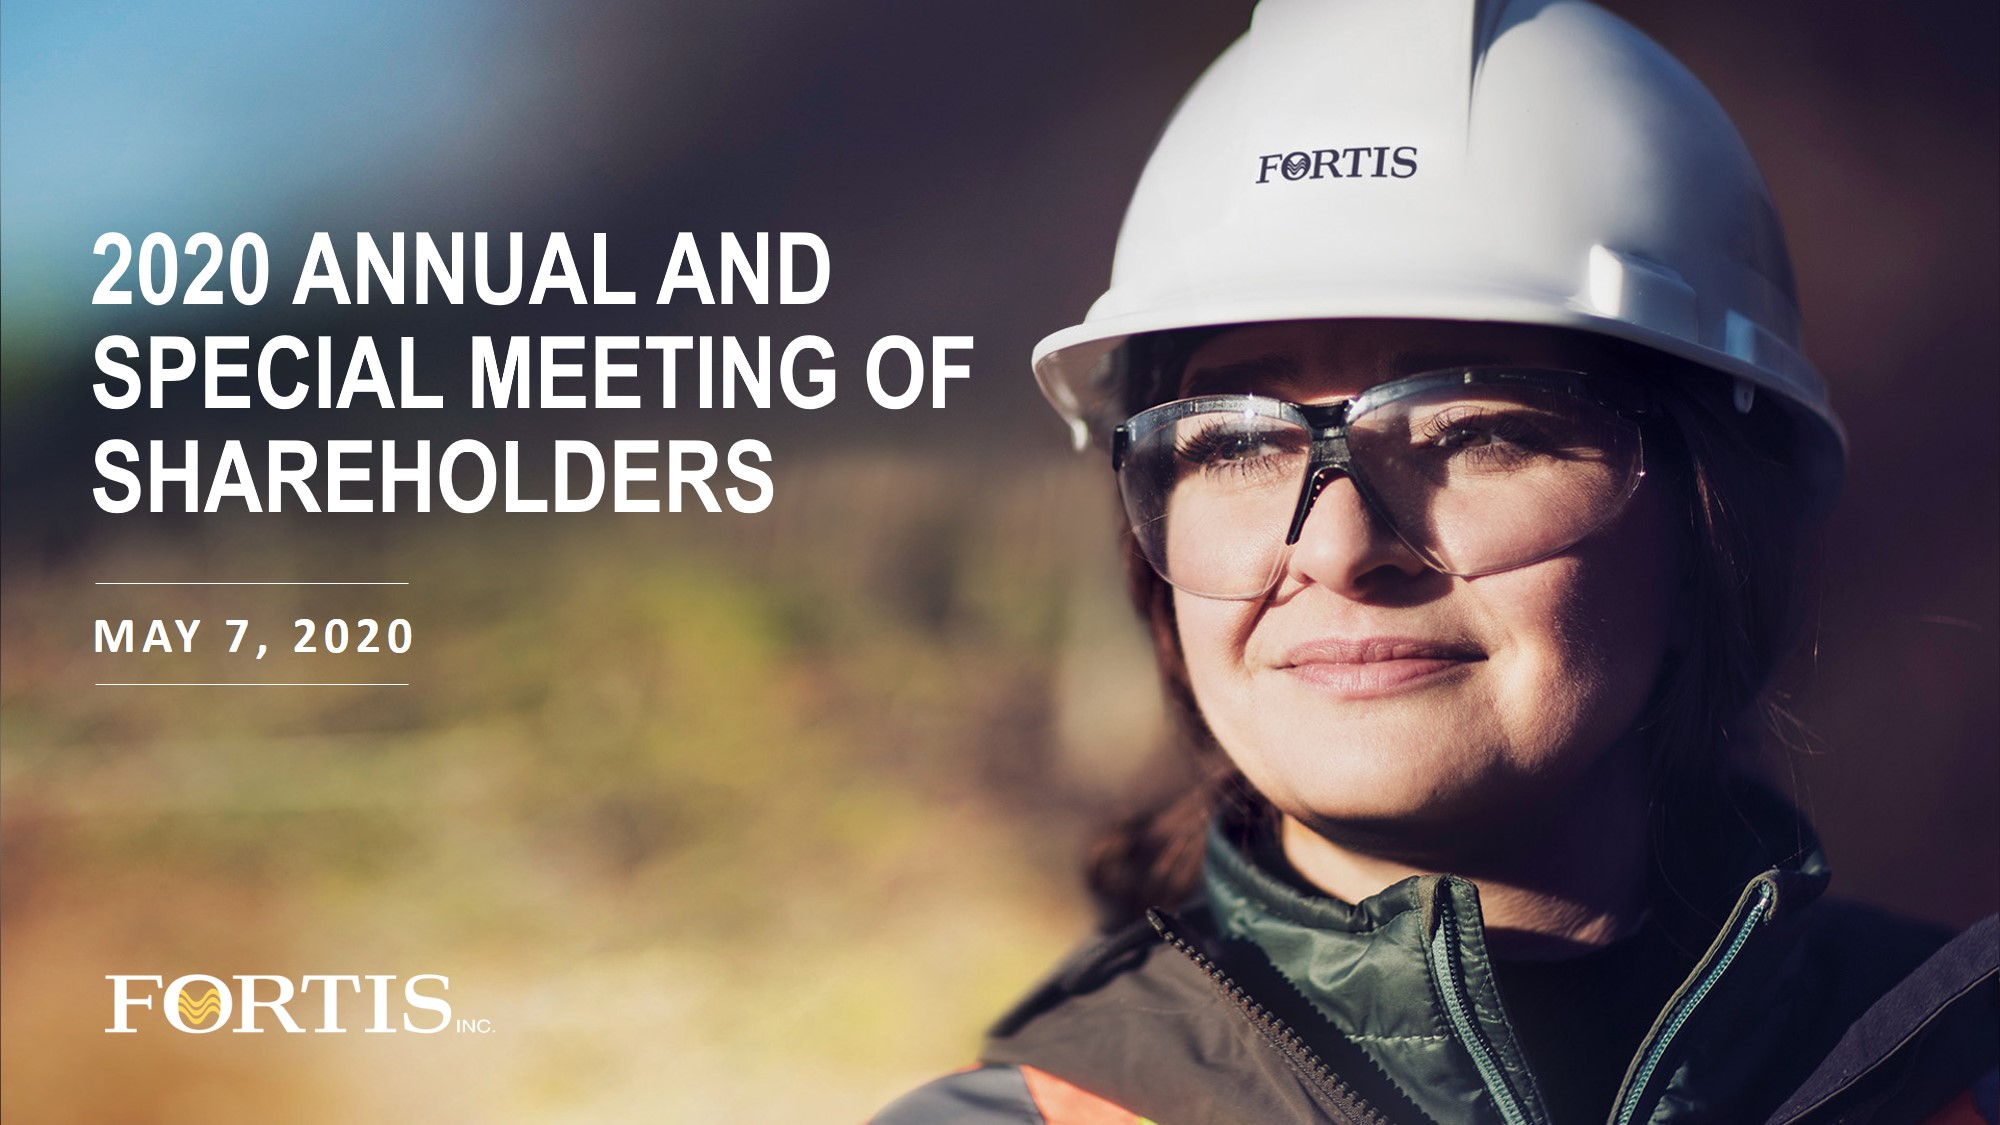 FORTIS
2020 ANNUAL AND
SPECIAL MEETING OF
SHAREHOLDERS
MAY 7, 2020
FORTIS INC.